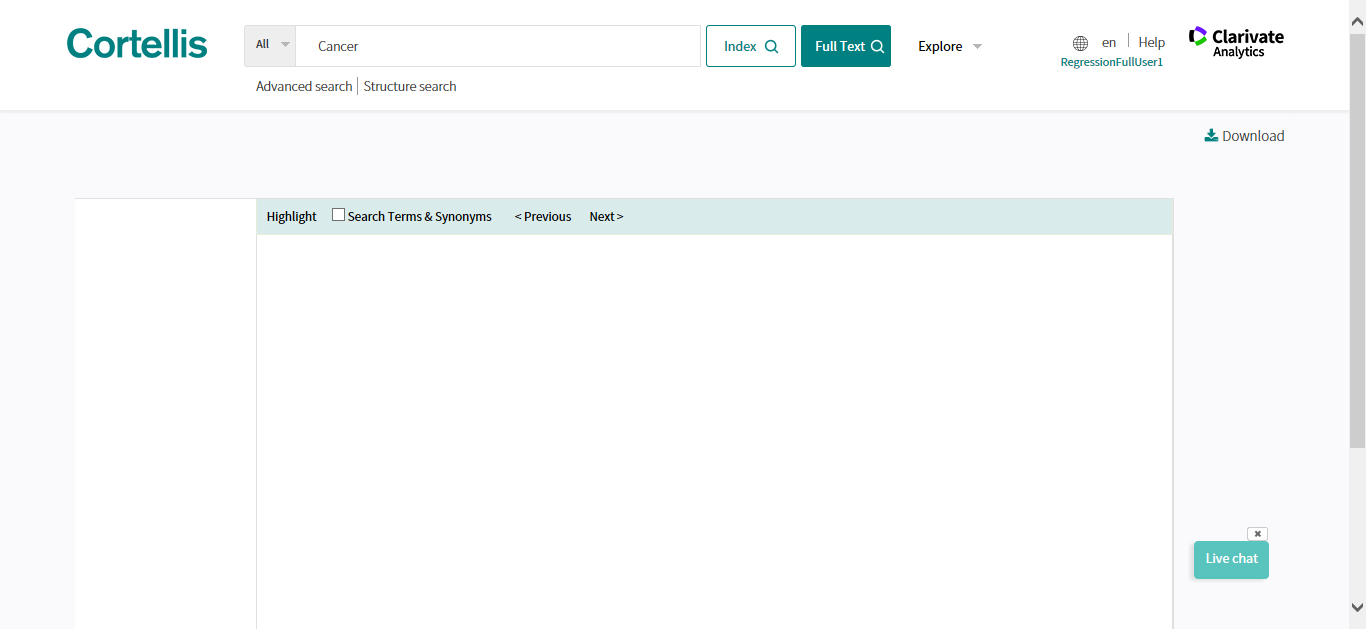 Cortellis
All
Cancer
Index
Full Text
Explore
en
Help
RegressionFullUser1
Clarivate
Analytics
Advanced search
Structure search
Download
Highlight
Search Terms & Synonyms
< Previous
Next >
Live chat